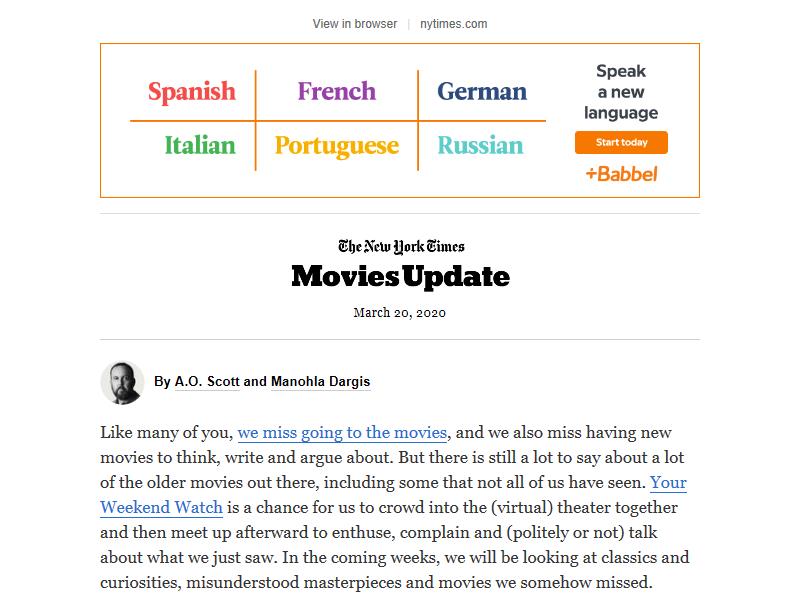 View in browser | nytimes.com
Spanish French German
Italian Portuguese Russian
Speak
a new
language
Start today
+Babbel
The New York Times
Movies Update
March 20, 2020
By A.O. Scott and Manohla Dargis
Like many of you, we miss going to the movies, and we also miss having new
movies to think, write and argue about. But there is still a lot to say about a lot
of the older movies out there, including some that not all of us have seen. Your
Weekend Watch is a chance for us to crowd into the (virtual) theater together
and then meet up afterward to enthuse, complain and (politely or not) talk
about what we just saw. In the coming weeks, we will be looking at classics and
curiosities, misunderstood masterpieces and movies we somehow missed.